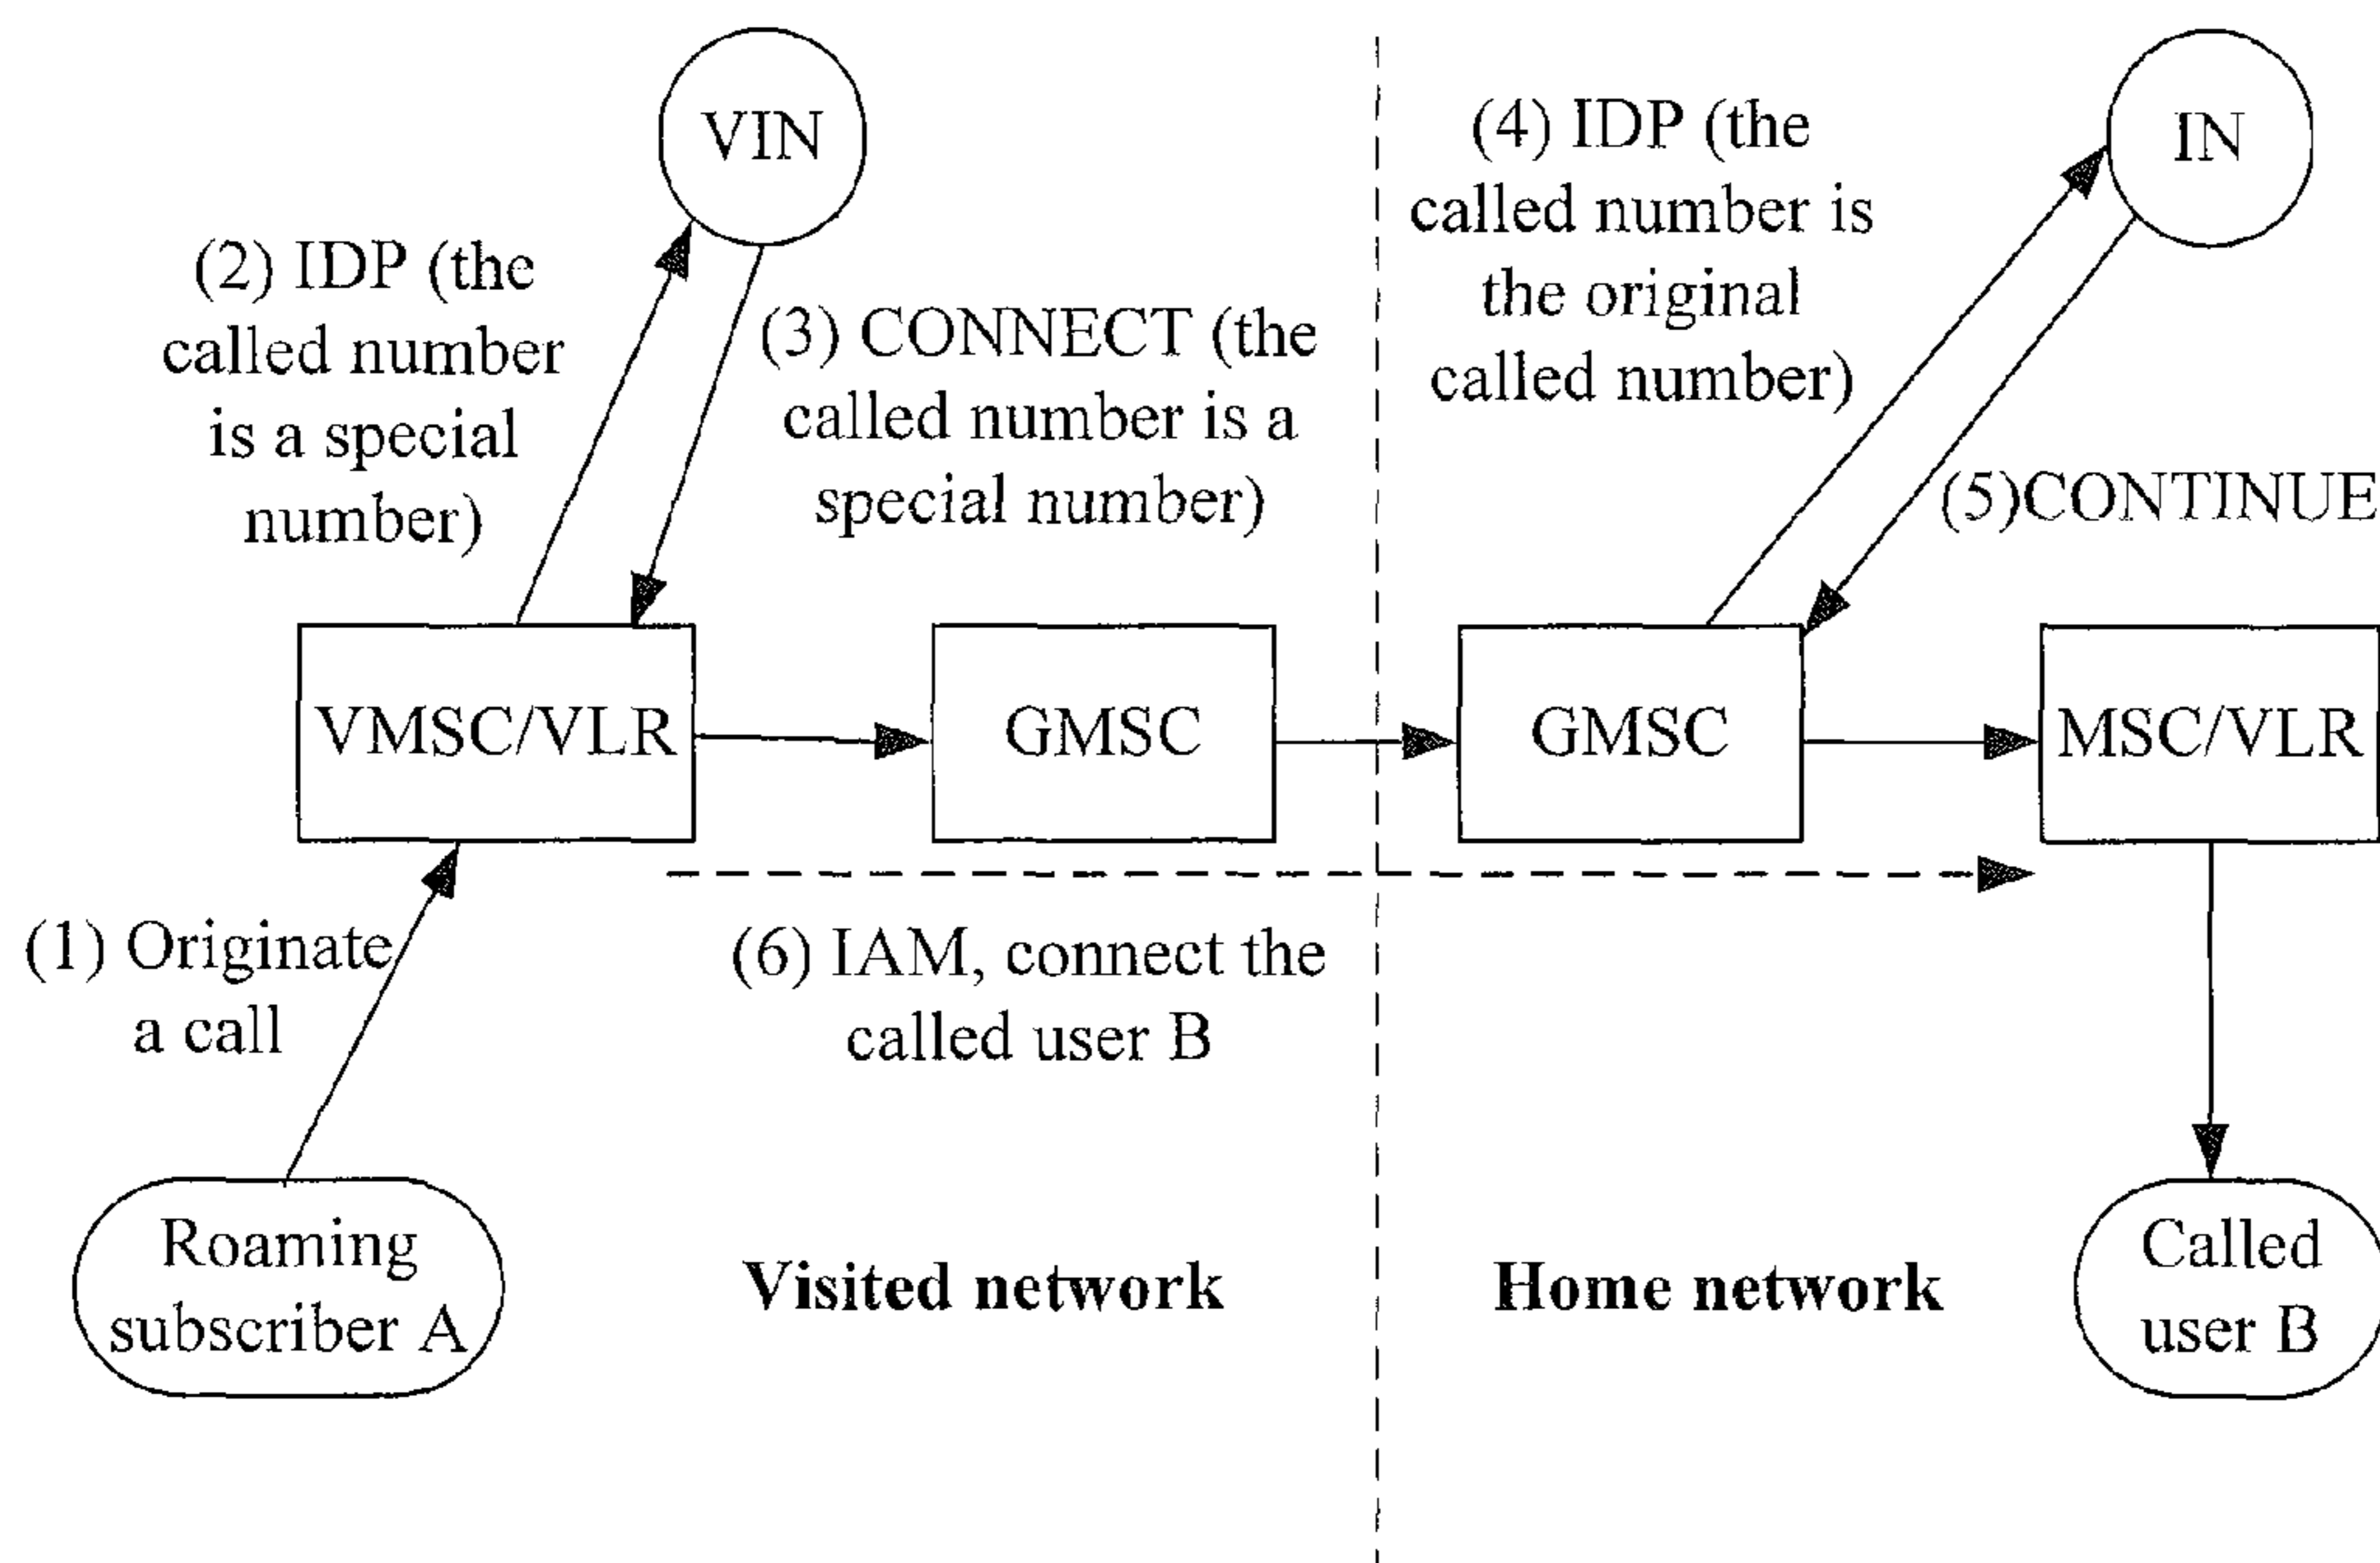 VIN
IN
(2) IDP (the
called number
is a special
number)
(3) CONNECT (the
called number is a
special number)
(4) IDP (the
called number is
the original
called number)
(5)CONTINUE
VMSC/VLR
GMSC
GMSC
MSC/VLR
(1) Originate
a call
(6) IAM, connect the
called user B
Roaming
subscriber A
Visited network
Home network
Called
user B